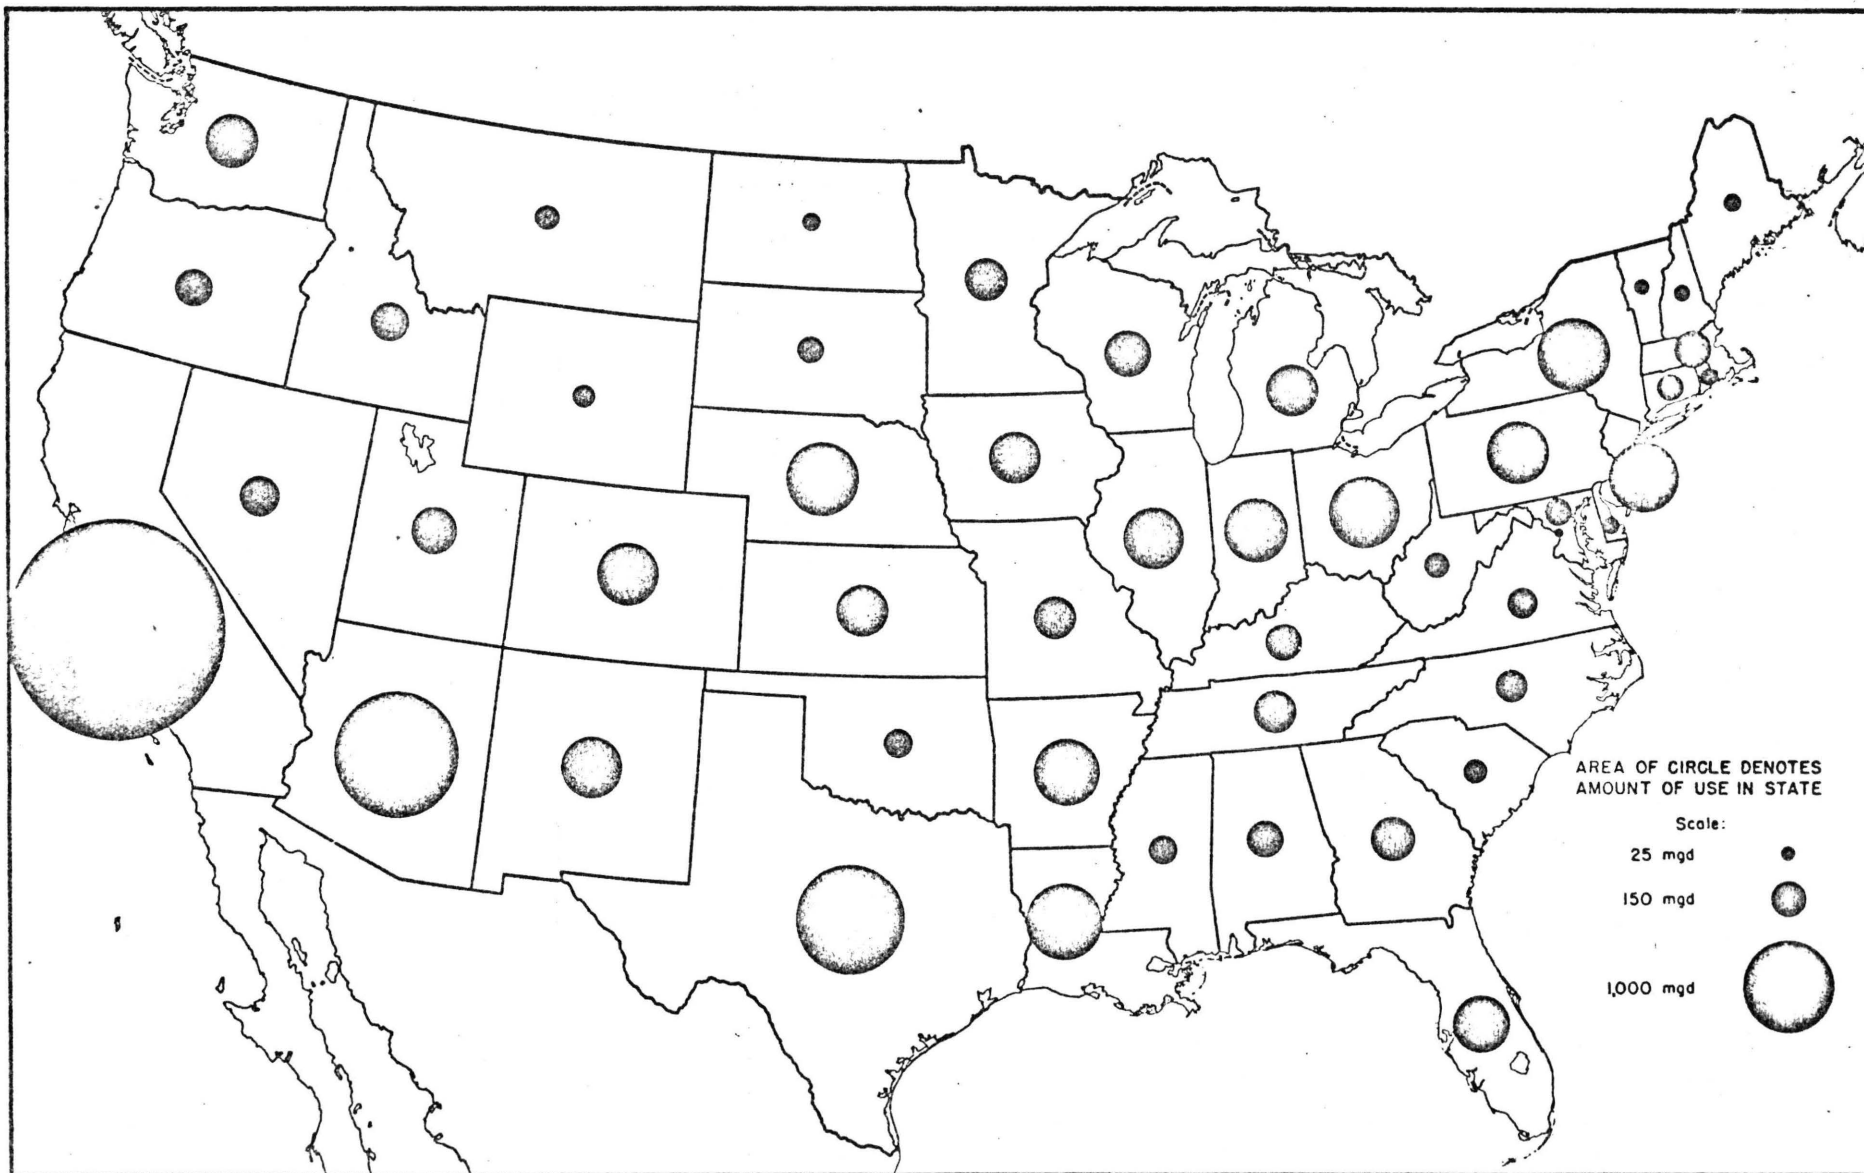 AREA OF CIRCLE DENOTES
AMOUNT OF USE IN STATE
Scale:
25 mgd
150 mgd
1,000 mgd